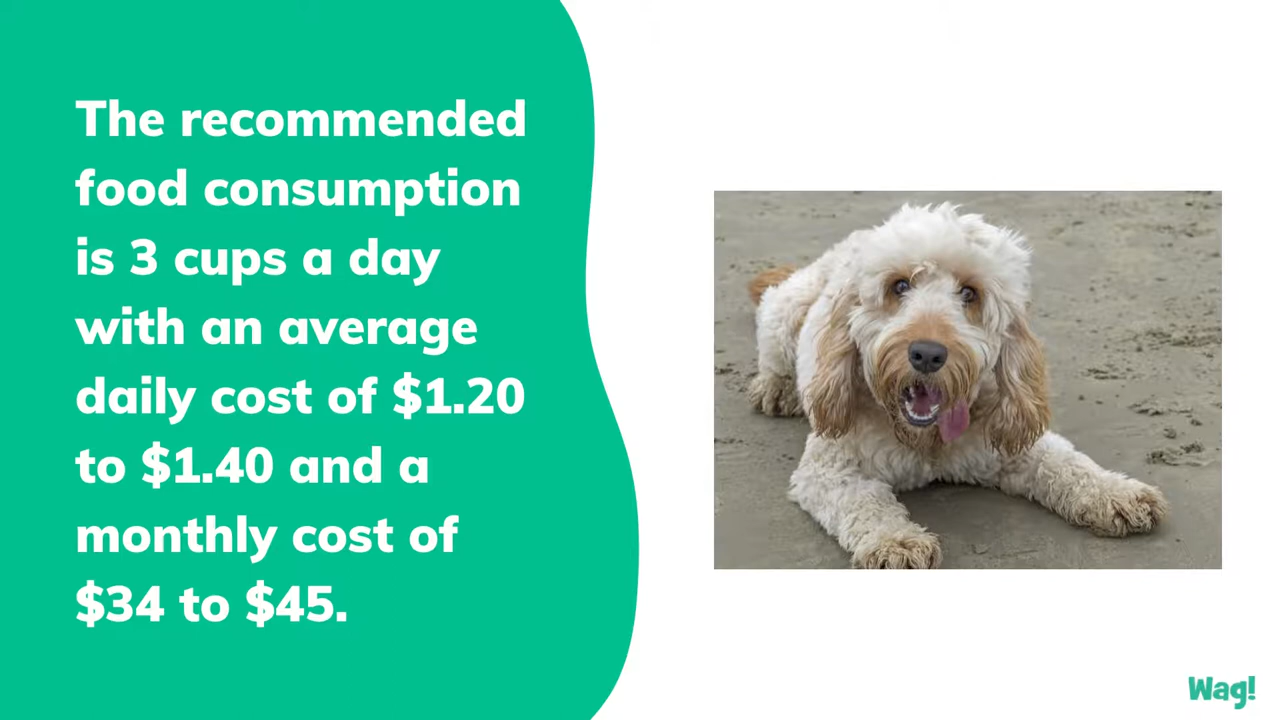 The recommended
food consumption
is 3 cups a day
with an average
daily cost of $1.20
to $1.40 and a
monthly cost of
$34 to $45.
Wag!